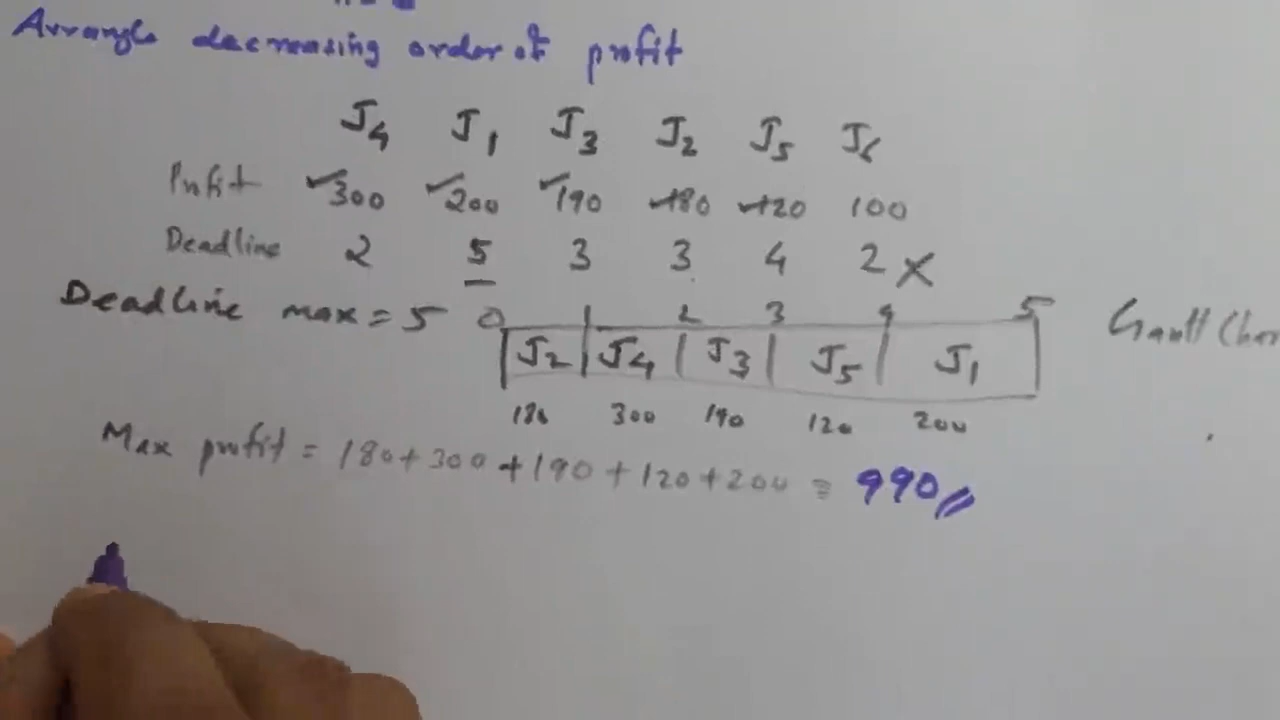 Arrange decreasing order of profit
J4 J1 J3 J2 J5 J6
Profit 300 200 190 180 120 100
Deadline 2 5 3 3 4 2 X
Deadline max = 5 0 1 2 3 4 5 Gantt Char
J2 J4 J3 J5 J1
180 300 190 120 200
Max profit = 180+300+190+120+200 = 990